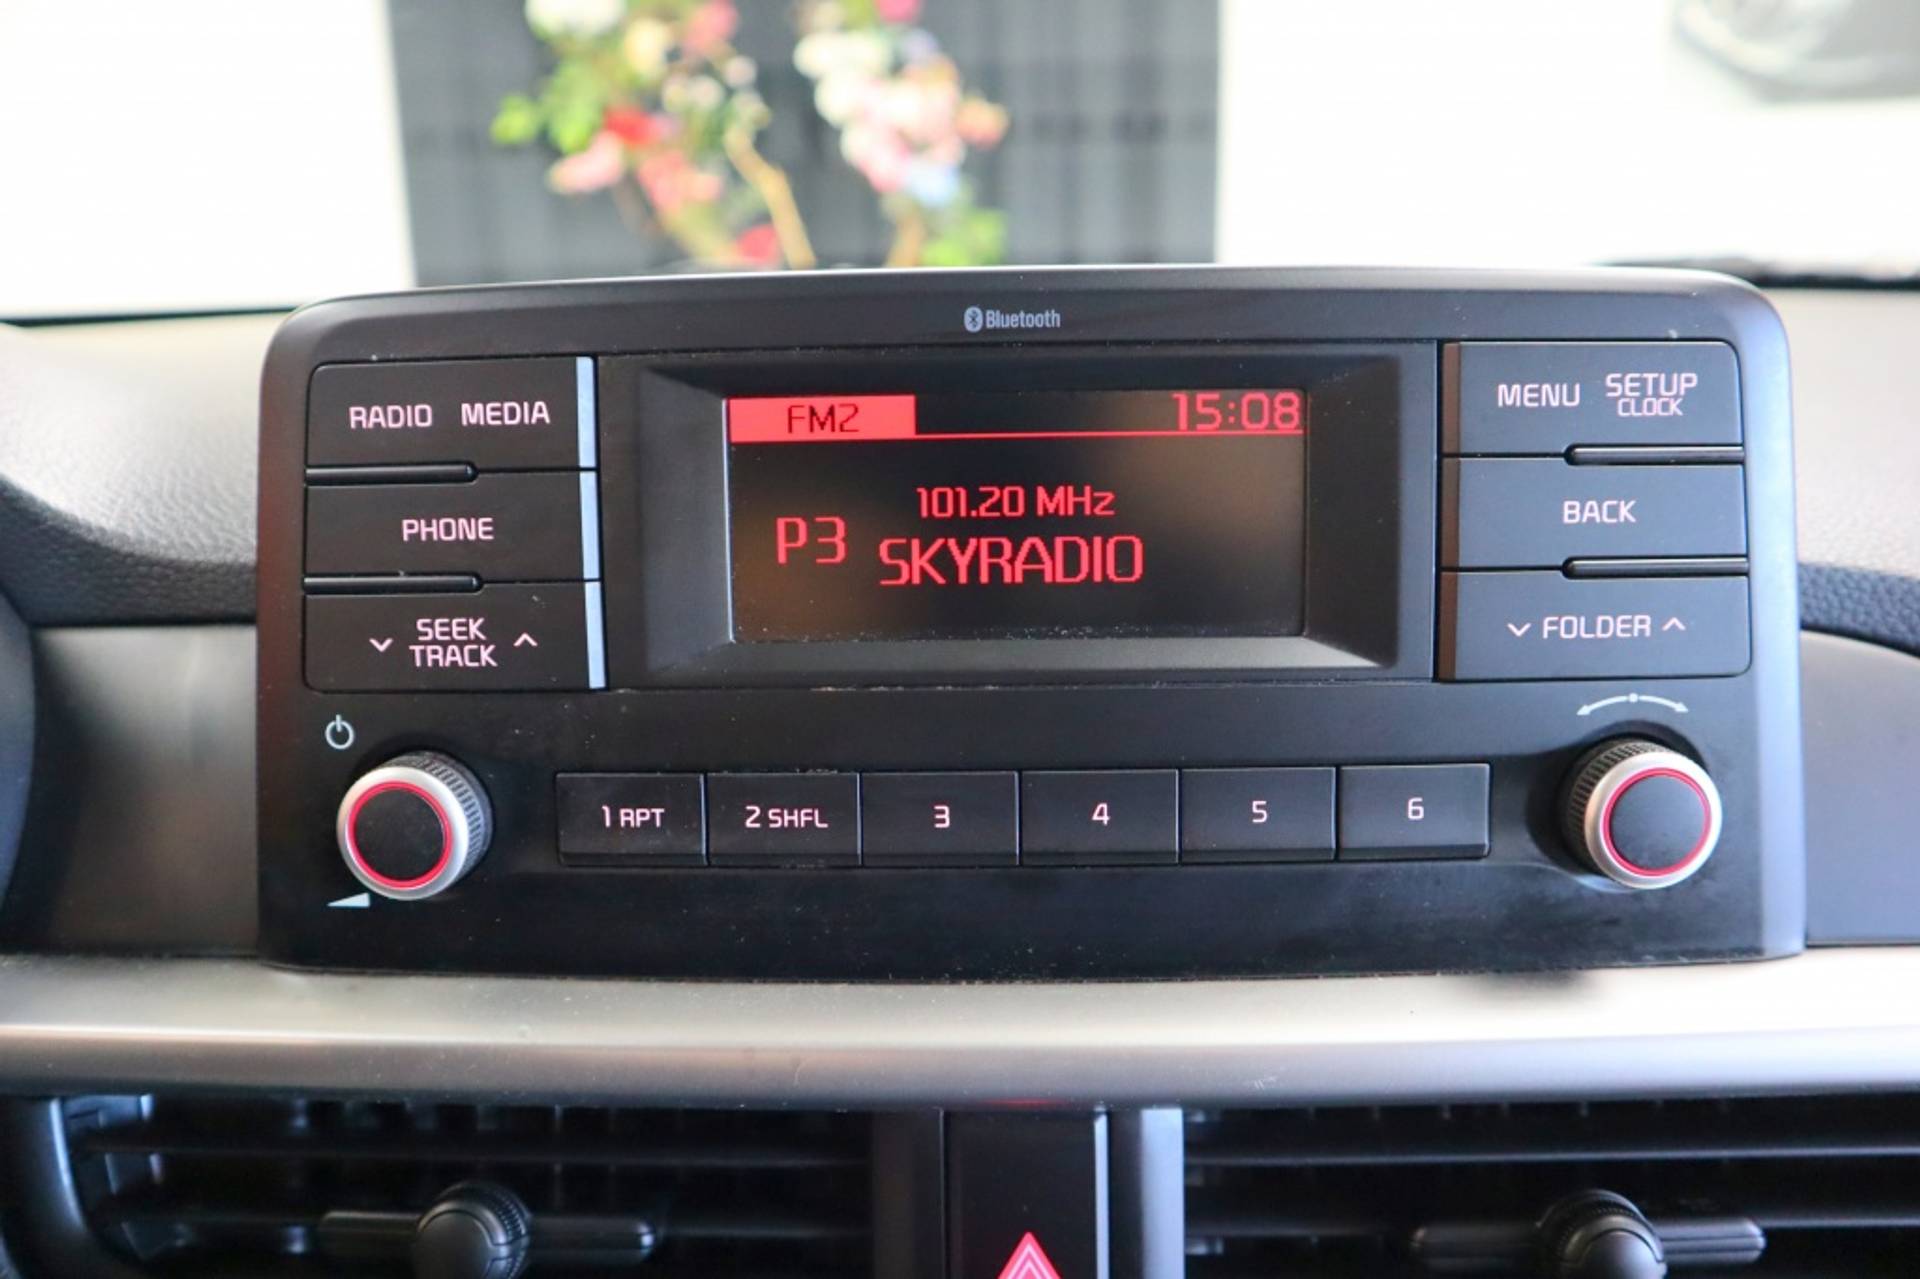 Bluetooth
RADIO MEDIA
PHONE
SEEK
TRACK
FM2 15:08
101.20 MHz
P3 SKYRADIO
MENU SETUP
CLOCK
BACK
FOLDER
1 RPT 2 SHFL 3 4 5 6